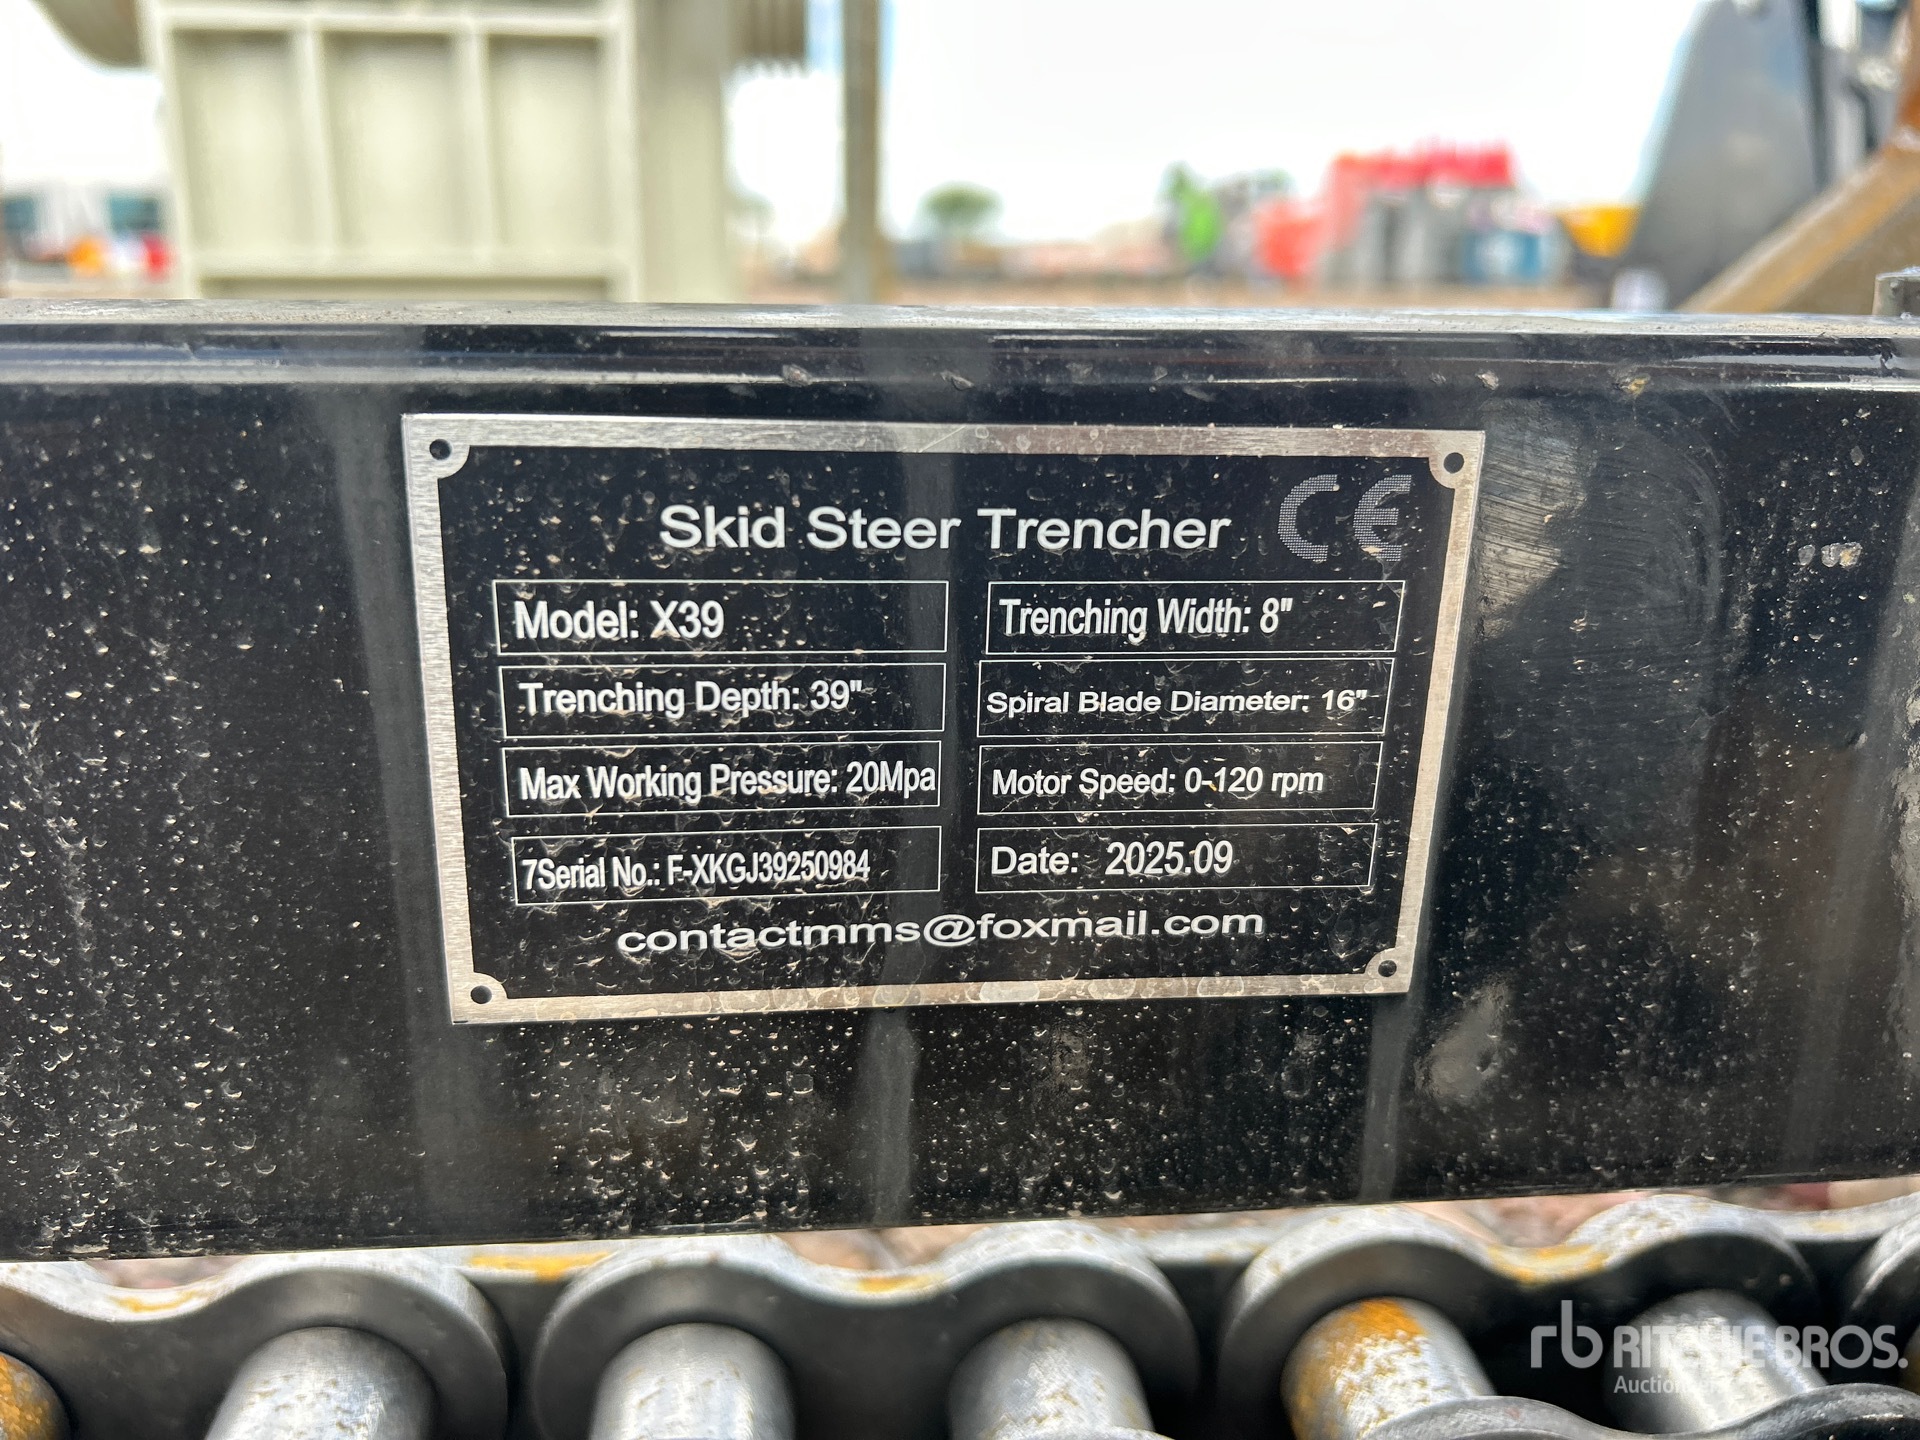 Skid Steer Trencher CE
Model: X39
Trenching Width: 8"
Trenching Depth: 39"
Spiral Blade Diameter: 16"
Max Working Pressure: 20Mpa
Motor Speed: 0-120 rpm
7Serial No.: F-XKGJ39250984
Date: 2025.09
contactmms@foxmail.com
rb RITCHIE BROS.
Auctioneers